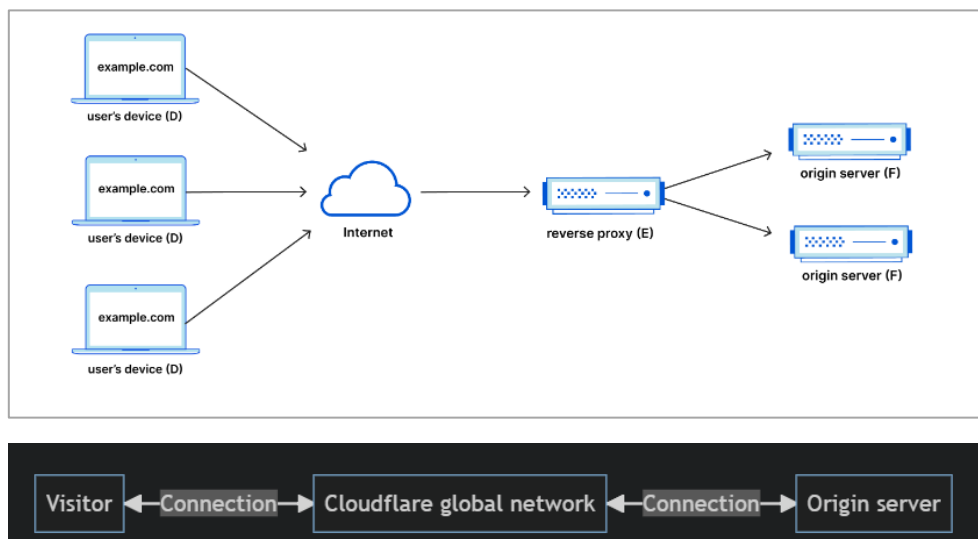 example.com
user's device (D)
example.com
user's device (D)
example.com
user's device (D)
Internet
reverse proxy (E)
origin server (F)
origin server (F)
Visitor
Connection
Cloudflare global network
Connection
Origin server